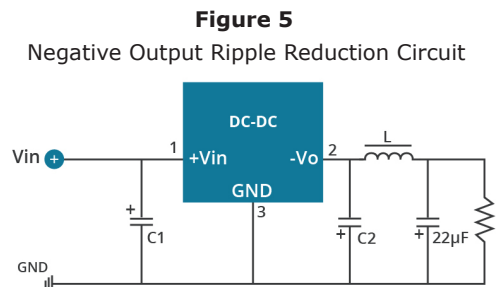 Figure 5
Negative Output Ripple Reduction Circuit
DC-DC
Vin + 1 +Vin -Vo 2 L
GND
3
+ C1 + C2 + 22μF
GND